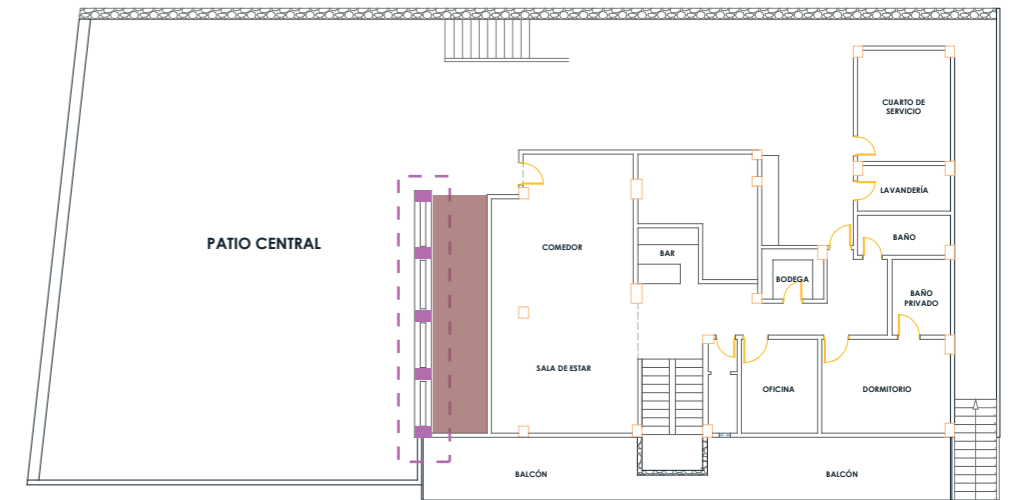 CUARTO DE
SERVICIO
LAVANDERÍA
PATIO CENTRAL
COMEDOR
BAR
BAÑO
BODEGA
BAÑO
PRIVADO
SALA DE ESTAR
OFICINA
DORMITORIO
BALCÓN
BALCÓN